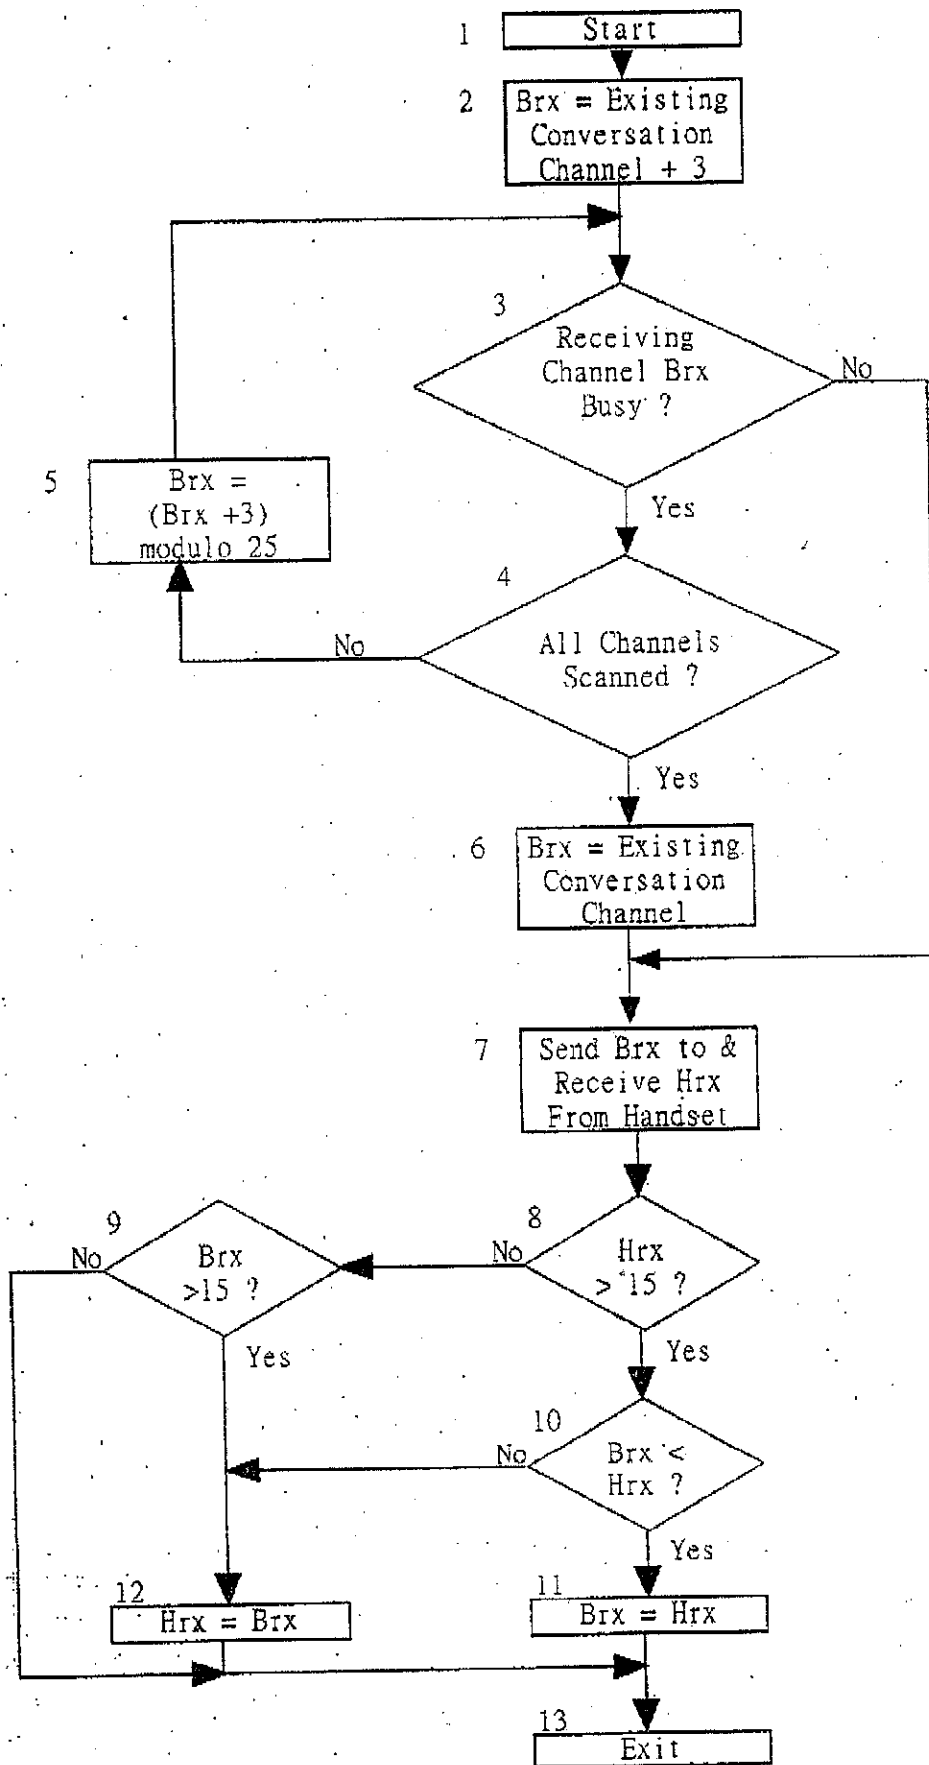 1
Start
2
Brx = Existing
Conversation
Channel + 3
3
Receiving
Channel Brx
Busy ?
No
Yes
5
Brx =
(Brx +3)
modulo 25
4
All Channels
Scanned ?
No
Yes
6
Brx = Existing
Conversation
Channel
7
Send Brx to &
Receive Hrx
From Handset
8
Hrx
> 15 ?
No
Yes
9
Brx
>15 ?
No
Yes
10
Brx <
Hrx ?
No
Yes
12
Hrx = Brx
11
Brx = Hrx
13
Exit